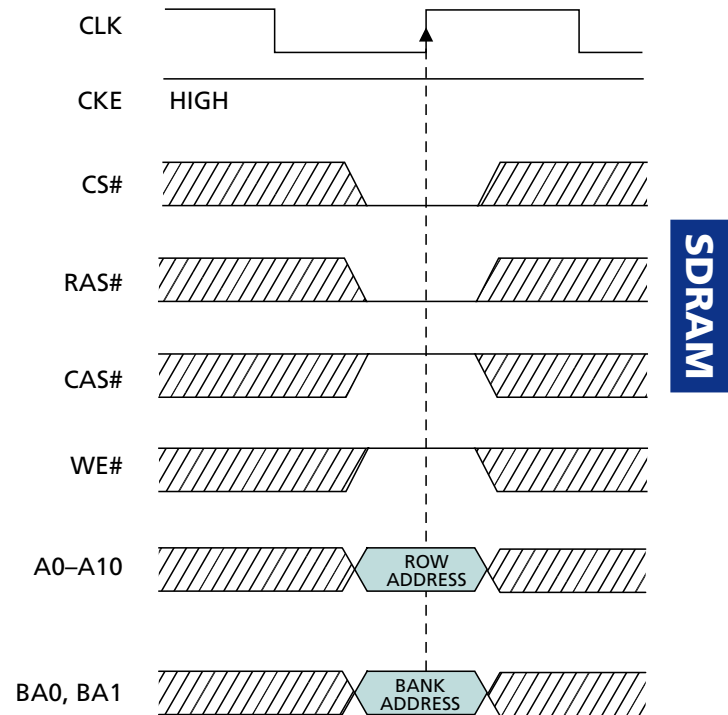 CLK
CKE HIGH
CS#
RAS#
CAS#
WE#
A0–A10 ROW
ADDRESS
BA0, BA1 BANK
ADDRESS
SDRAM